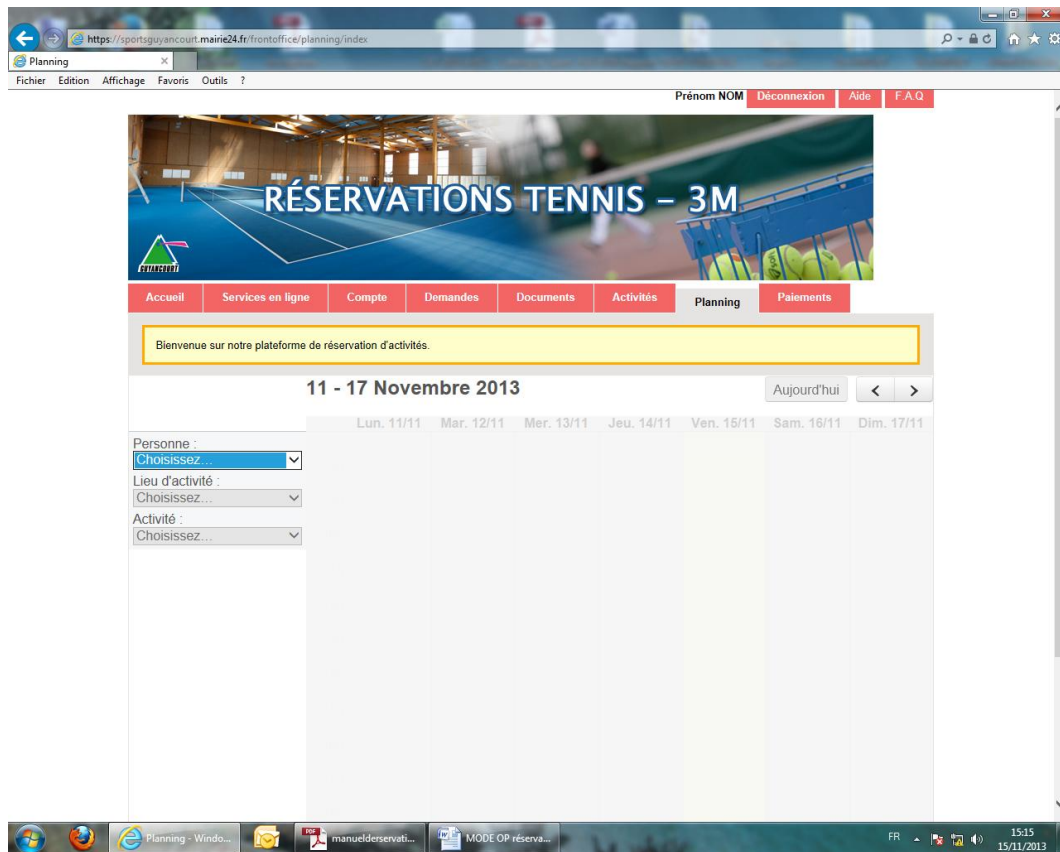 https://sportsguyancourt.mairie24.fr/frontoffice/planning/index
Planning
Fichier Edition Affichage Favoris Outils ?
Prénom NOM Déconnexion Aide F.A.Q
RÉSERVATIONS TENNIS – 3M
GUYANCOURT
Accueil Services en ligne Compte Demandes Documents Activités Planning Paiements
Bienvenue sur notre plateforme de réservation d'activités.
11 - 17 Novembre 2013 Aujourd'hui
Lun. 11/11 Mar. 12/11 Mer. 13/11 Jeu. 14/11 Ven. 15/11 Sam. 16/11 Dim. 17/11
Personne :
Choisissez...
Lieu d'activité :
Choisissez...
Activité :
Choisissez...
Planning - Windo... manuelderservati... MODE OP réserva... FR 15:15
15/11/2013